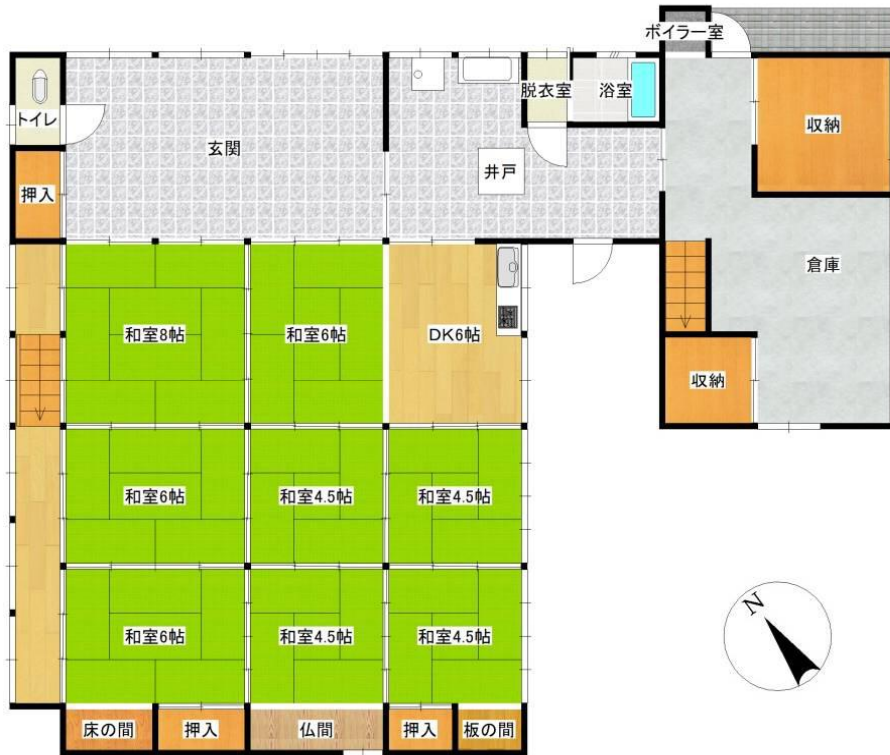 ボイラー室
トイレ
脱衣室
浴室
収納
玄関
井戸
押入
倉庫
和室8帖
和室6帖
DK6帖
収納
和室6帖
和室4.5帖
和室4.5帖
和室6帖
和室4.5帖
和室4.5帖
N
床の間
押入
仏間
押入
板の間